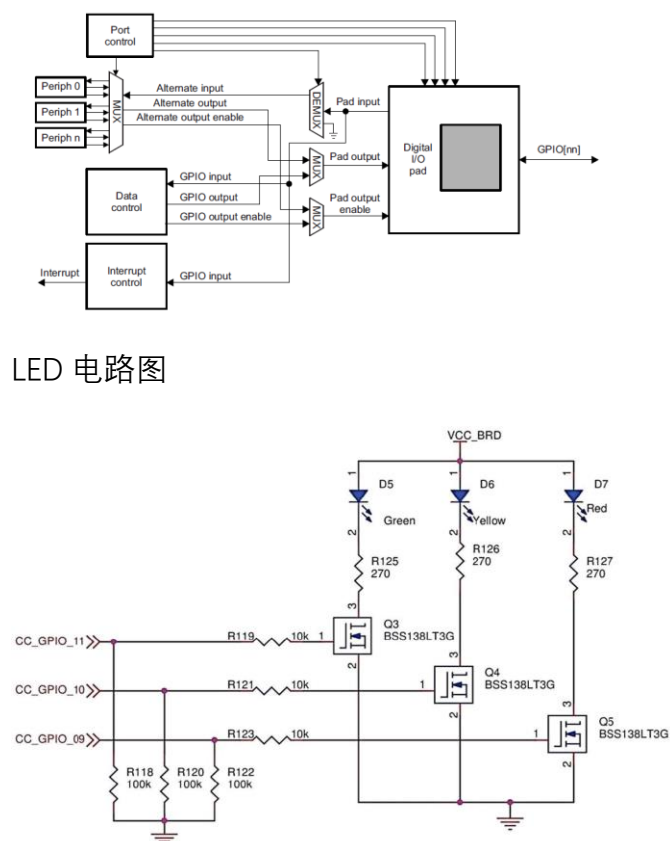 Port
control
Periph 0
Periph 1
Periph n
MUX
Alternate input
Alternate output
Alternate output enable
DEMUX
Pad input
MUX
Pad output
MUX
Pad output
enable
Digital
I/O
pad
GPIO[nn]
Data
control
GPIO input
GPIO output
GPIO output enable
Interrupt
Interrupt
control
GPIO input
LED 电路图
VCC_BRD
1
D5
Green
2
1
D6
Yellow
2
1
D7
Red
2
R125
270
R126
270
R127
270
CC_GPIO_11
R119
10k
1
3
Q3
BSS138LT3G
2
CC_GPIO_10
R121
10k
1
3
Q4
BSS138LT3G
2
CC_GPIO_09
R123
10k
1
3
Q5
BSS138LT3G
2
R118
100k
R120
100k
R122
100k